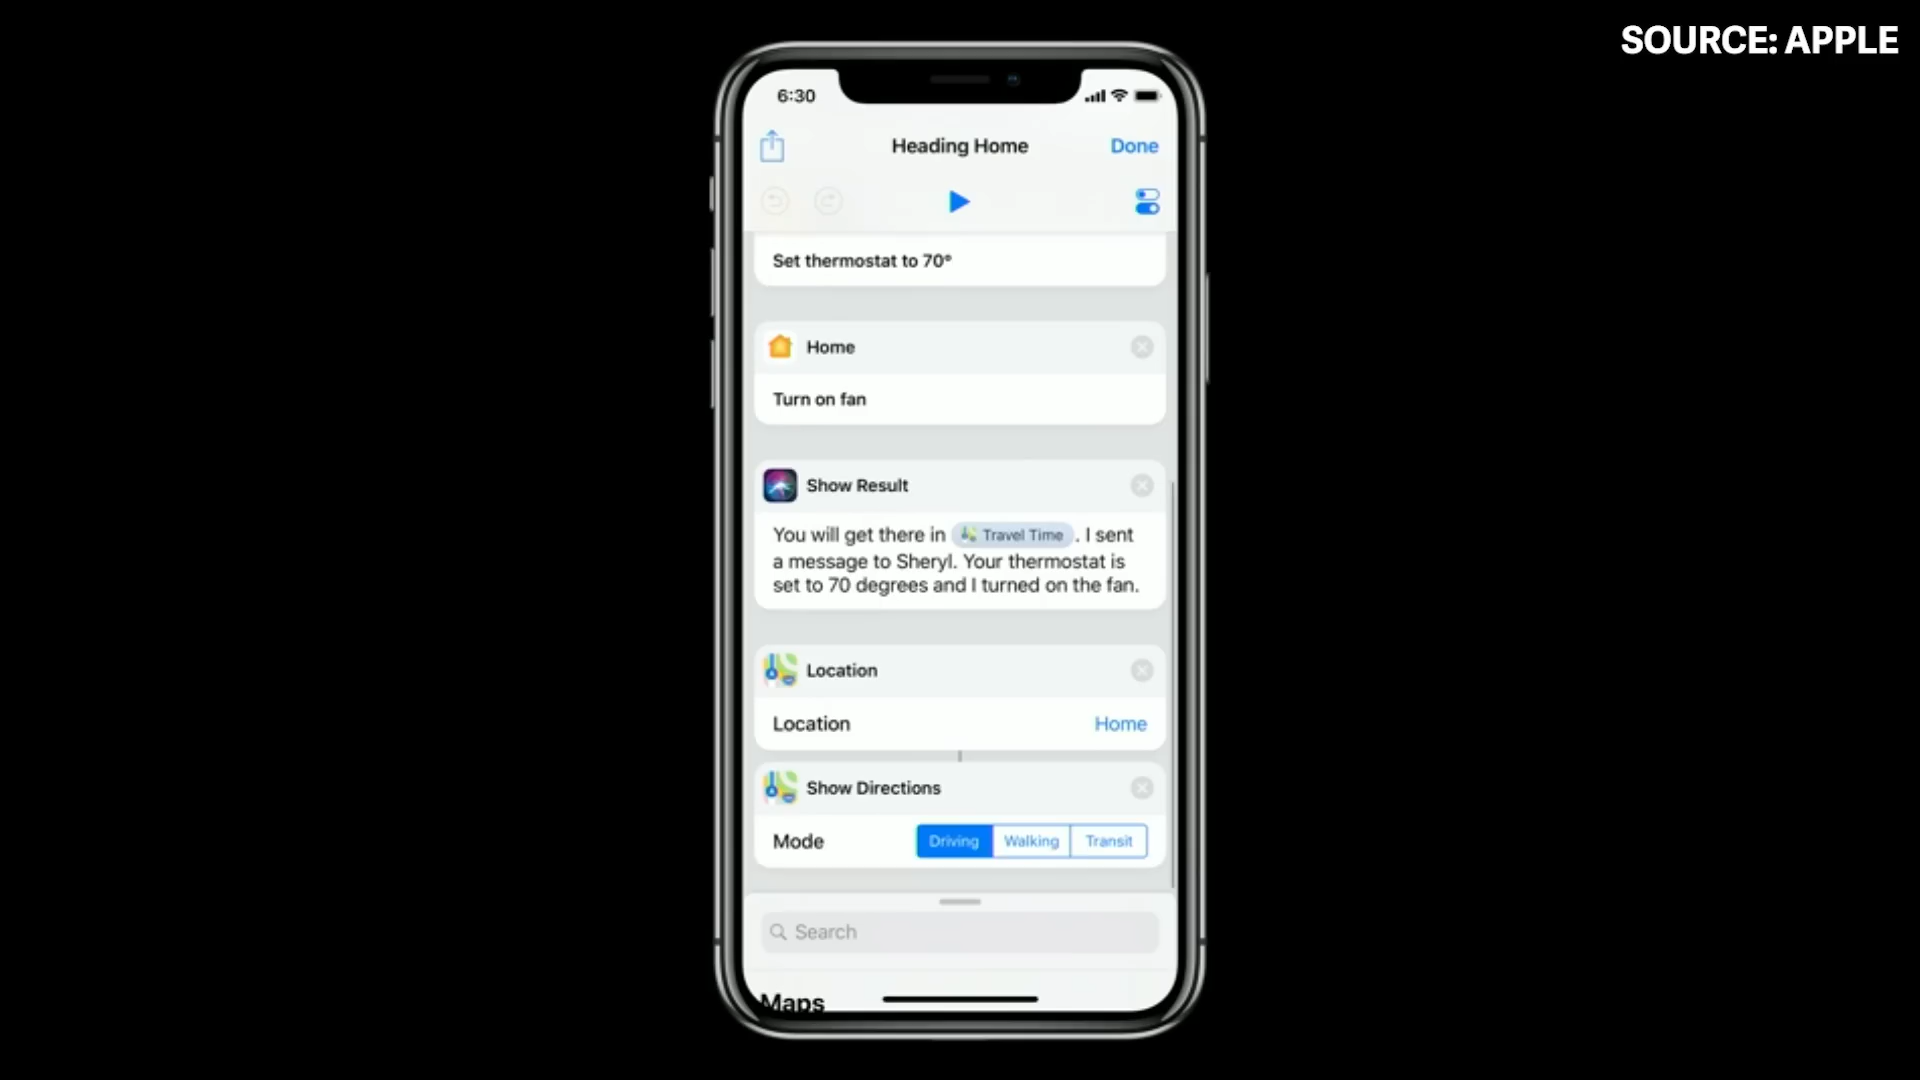 SOURCE: APPLE
6:30
Heading Home
Done
Set thermostat to 70°
Home
Turn on fan
Show Result
You will get there in Travel Time . I sent
a message to Sheryl. Your thermostat is
set to 70 degrees and I turned on the fan.
Location
Location Home
Show Directions
Mode Driving Walking Transit
Search
Maps